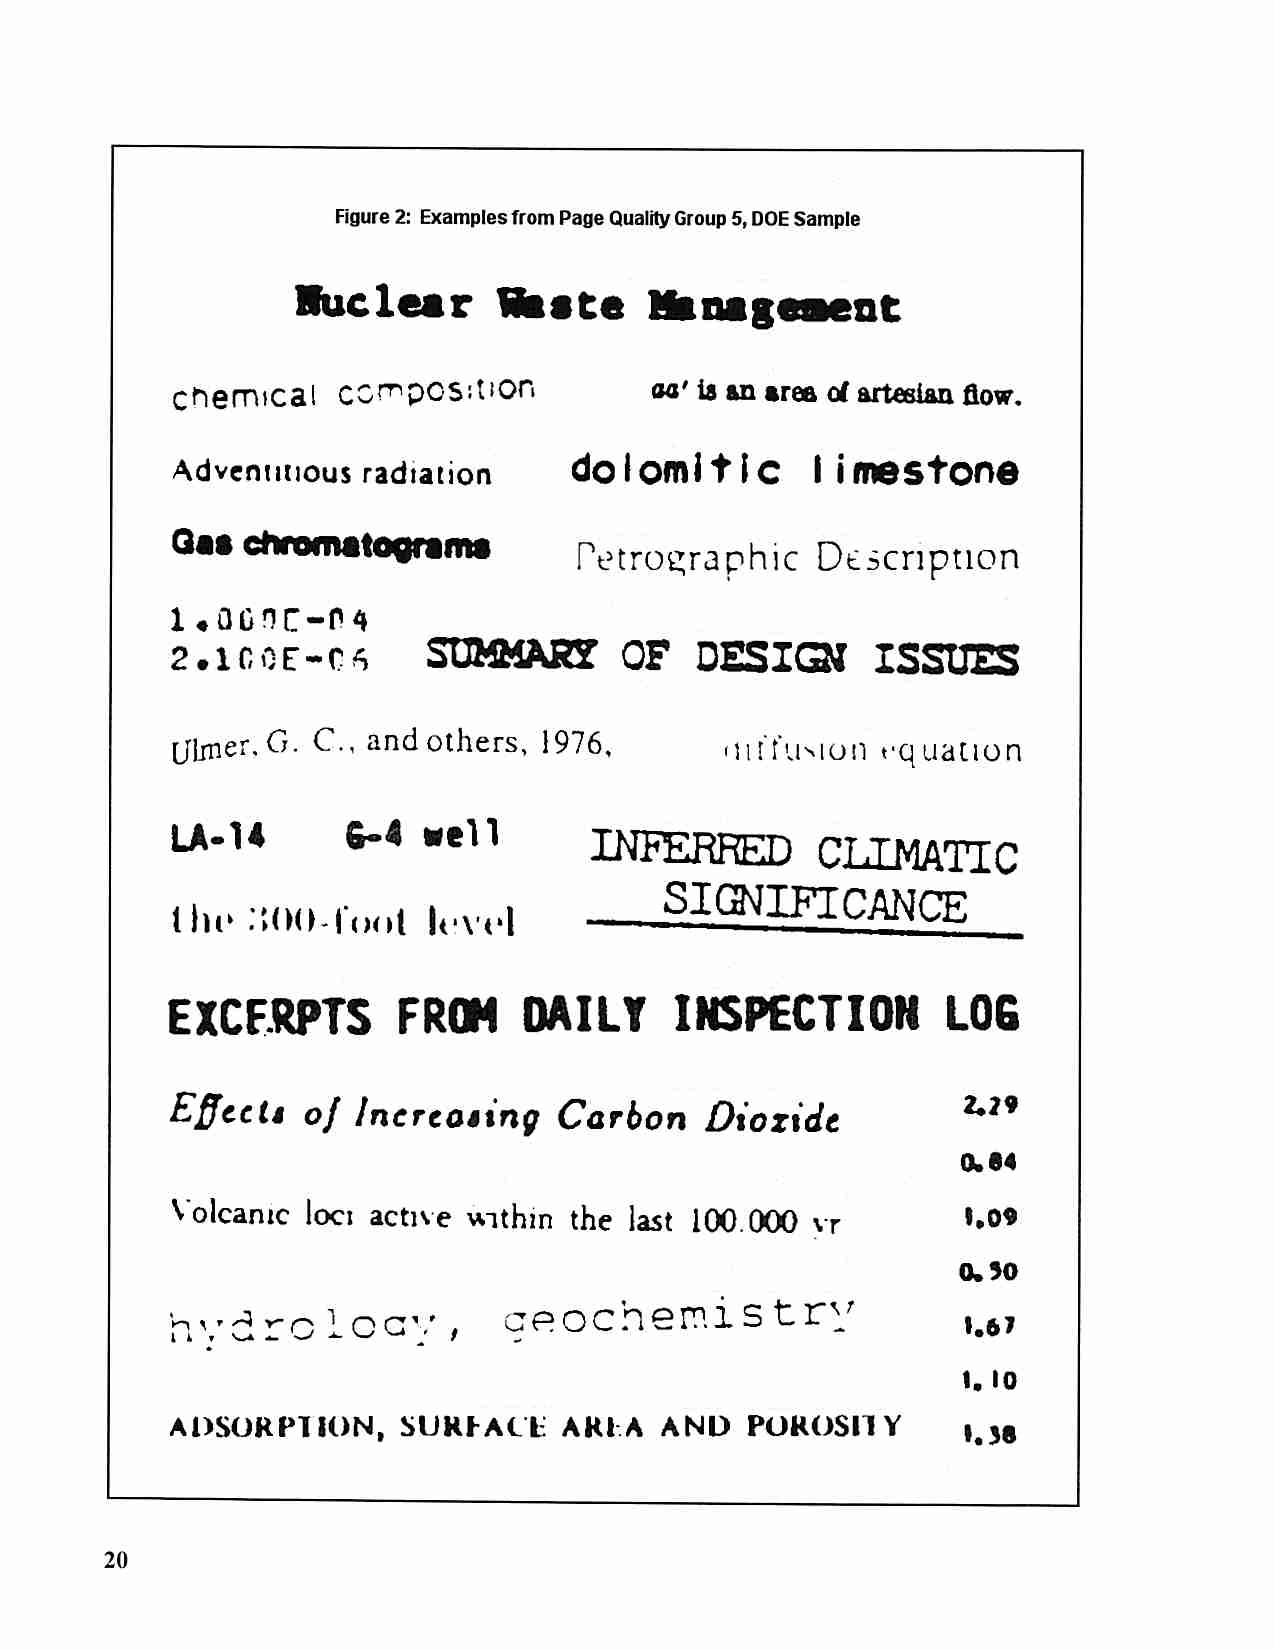 Figure 2: Examples from Page Quality Group 5, DOE Sample
Nuclear Waste Management
chemical composition
aa' is an area of artesian flow.
Adventitious radiation
dolomitic limestone
Gas chromatograms
Petrographic Description
1.000E-04
2.100E-06
SUMMARY OF DESIGN ISSUES
Ulmer, G. C., and others, 1976,
diffusion equation
LA-14
G-4 well
INFERRED CLIMATIC
SIGNIFICANCE
the 300-foot level
EXCERPTS FROM DAILY INSPECTION LOG
Effects of Increasing Carbon Dioxide
2.29
0.84
Volcanic loci active within the last 100,000 yr
1.09
0.50
hydrology, geochemistry
1.67
1.10
ADSORPTION, SURFACE AREA AND POROSITY
1.38
20